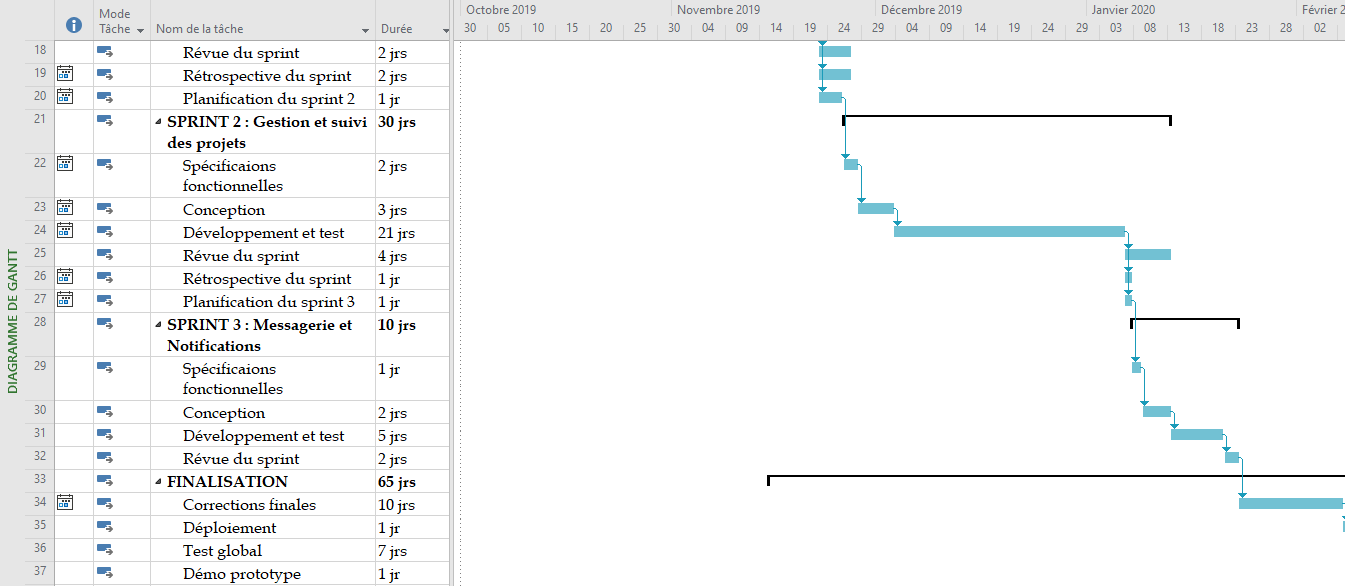 Octobre 2019 Novembre 2019 Décembre 2019 Janvier 2020 Février 2
Mode
Tâche Nom de la tâche Durée 30 05 10 15 20 25 30 04 09 14 19 24 29 04 09 14 19 24 29 03 08 13 18 23 28 02
18 Révue du sprint 2 jrs
19 Rétrospective du sprint 2 jrs
20 Planification du sprint 2 1 jr
21 SPRINT 2 : Gestion et suivi 30 jrs
des projets
22 Spécificaions 2 jrs
fonctionnelles
23 Conception 3 jrs
24 Développement et test 21 jrs
25 Révue du sprint 4 jrs
26 Rétrospective du sprint 1 jr
27 Planification du sprint 3 1 jr
28 SPRINT 3 : Messagerie et 10 jrs
Notifications
29 Spécificaions 1 jr
fonctionnelles
30 Conception 2 jrs
31 Développement et test 5 jrs
32 Révue du sprint 2 jrs
33 FINALISATION 65 jrs
34 Corrections finales 10 jrs
35 Déploiement 1 jr
36 Test global 7 jrs
37 Démo prototype 1 jr
DIAGRAMME DE GANTT